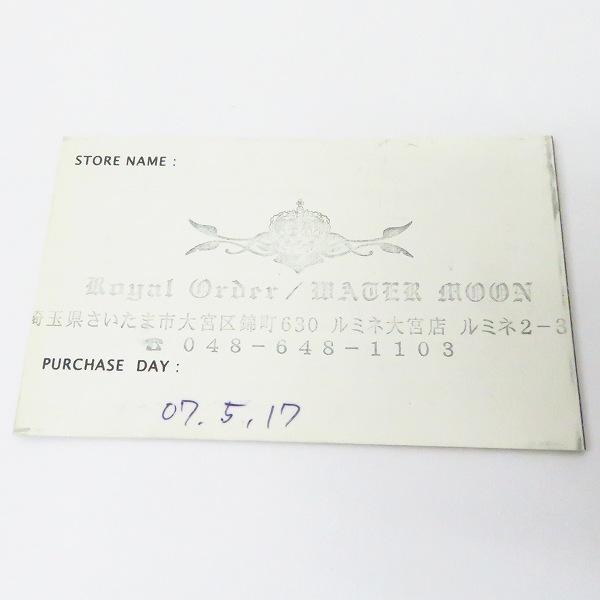 STORE NAME :
Royal Order / WATER MOON
埼玉県さいたま市大宮区錦町630 ルミネ大宮店 ルミネ2-3
☎ 048-648-1103
PURCHASE DAY :
07.5,17